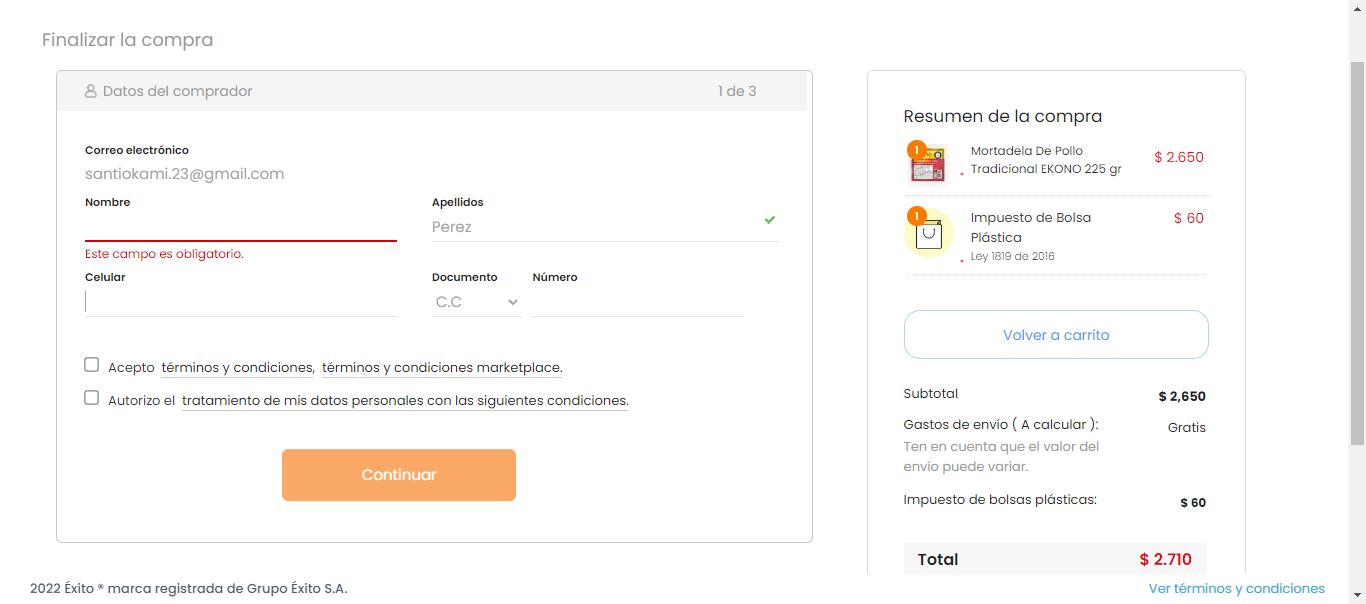 Finalizar la compra
Datos del comprador
1 de 3
Correo electrónico
santiokami.23@gmail.com
Nombre
Apellidos
Perez
Este campo es obligatorio.
Celular
Documento
Número
C.C
Acepto términos y condiciones, términos y condiciones marketplace.
Autorizo el tratamiento de mis datos personales con las siguientes condiciones.
Continuar
Resumen de la compra
1
Mortadela De Pollo
Tradicional EKONO 225 gr
$ 2.650
1
Impuesto de Bolsa
Plástica
$ 60
Ley 1819 de 2016
Volver a carrito
Subtotal
$ 2,650
Gastos de envío ( A calcular ):
Gratis
Ten en cuenta que el valor del
envío puede variar.
Impuesto de bolsas plásticas:
$ 60
Total
$ 2.710
2022 Éxito ® marca registrada de Grupo Éxito S.A.
Ver términos y condiciones